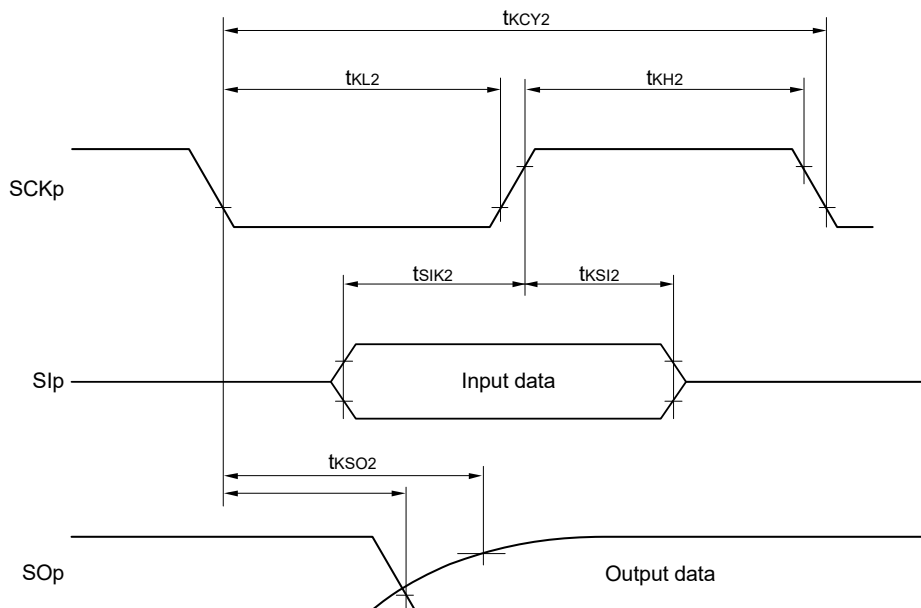 tKCY2
tKL2
tKH2
SCKp
tSIK2
tKSI2
SIp
Input data
tKSO2
SOp
Output data